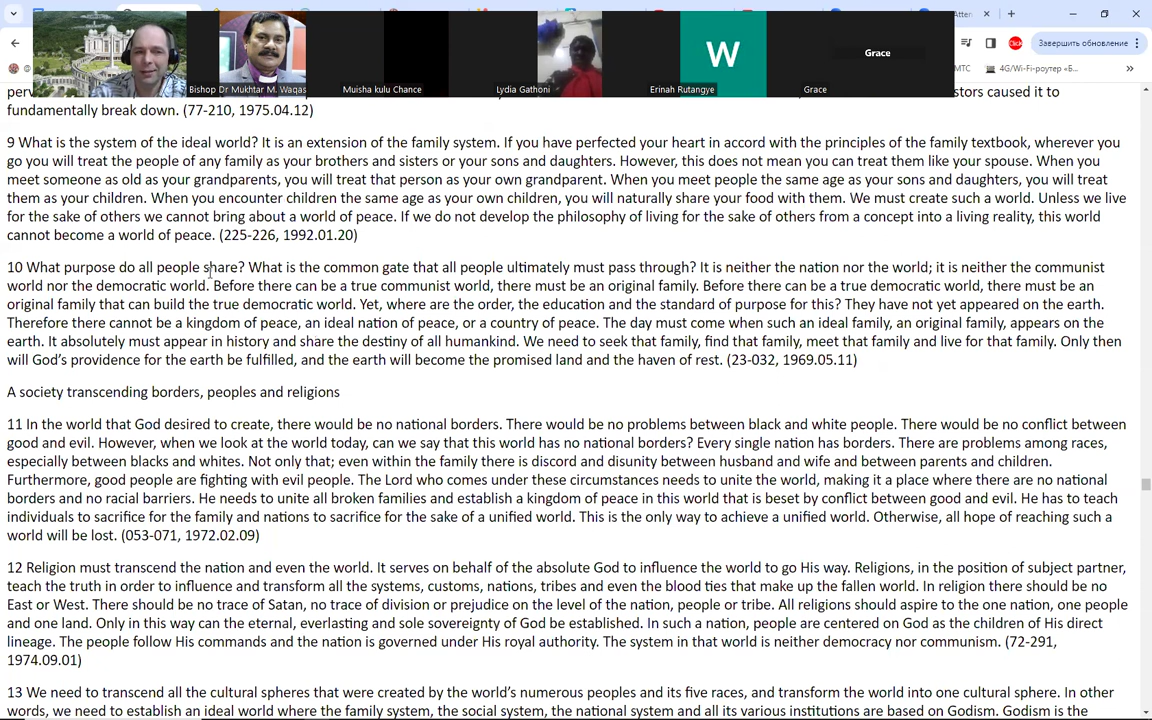 Atten
Завершить обновление
МТС
4G/Wi-Fi-роутер «Б...
Click
W
Grace
Bishop Dr Mukhtar M. Waqas
Muisha kulu Chance
Lydia Gathoni
Erinah Rutangye
Grace
stors caused it to
fundamentally break down. (77-210, 1975.04.12)
9 What is the system of the ideal world? It is an extension of the family system. If you have perfected your heart in accord with the principles of the family textbook, wherever you
go you will treat the people of any family as your brothers and sisters or your sons and daughters. However, this does not mean you can treat them like your spouse. When you
meet someone as old as your grandparents, you will treat that person as your own grandparent. When you meet people the same age as your sons and daughters, you will treat
them as your children. When you encounter children the same age as your own children, you will naturally share your food with them. We must create such a world. Unless we live
for the sake of others we cannot bring about a world of peace. If we do not develop the philosophy of living for the sake of others from a concept into a living reality, this world
cannot become a world of peace. (225-226, 1992.01.20)
10 What purpose do all people share? What is the common gate that all people ultimately must pass through? It is neither the nation nor the world; it is neither the communist
world nor the democratic world. Before there can be a true communist world, there must be an original family. Before there can be a true democratic world, there must be an
original family that can build the true democratic world. Yet, where are the order, the education and the standard of purpose for this? They have not yet appeared on the earth.
Therefore there cannot be a kingdom of peace, an ideal nation of peace, or a country of peace. The day must come when such an ideal family, an original family, appears on the
earth. It absolutely must appear in history and share the destiny of all humankind. We need to seek that family, find that family, meet that family and live for that family. Only then
will God's providence for the earth be fulfilled, and the earth will become the promised land and the haven of rest. (23-032, 1969.05.11)
A society transcending borders, peoples and religions
11 In the world that God desired to create, there would be no national borders. There would be no problems between black and white people. There would be no conflict between
good and evil. However, when we look at the world today, can we say that this world has no national borders? Every single nation has borders. There are problems among races,
especially between blacks and whites. Not only that; even within the family there is discord and disunity between husband and wife and between parents and children.
Furthermore, good people are fighting with evil people. The Lord who comes under these circumstances needs to unite the world, making it a place where there are no national
borders and no racial barriers. He needs to unite all broken families and establish a kingdom of peace in this world that is beset by conflict between good and evil. He has to teach
individuals to sacrifice for the family and nations to sacrifice for the sake of a unified world. This is the only way to achieve a unified world. Otherwise, all hope of reaching such a
world will be lost. (053-071, 1972.02.09)
12 Religion must transcend the nation and even the world. It serves on behalf of the absolute God to influence the world to go His way. Religions, in the position of subject partner,
teach the truth in order to influence and transform all the systems, customs, nations, tribes and even the blood ties that make up the fallen world. In religion there should be no
East or West. There should be no trace of Satan, no trace of division or prejudice on the level of the nation, people or tribe. All religions should aspire to the one nation, one people
and one land. Only in this way can the eternal, everlasting and sole sovereignty of God be established. In such a nation, people are centered on God as the children of His direct
lineage. The people follow His commands and the nation is governed under His royal authority. The system in that world is neither democracy nor communism. (72-291,
1974.09.01)
13 We need to transcend all the cultural spheres that were created by the world's numerous peoples and its five races, and transform the world into one cultural sphere. In other
words, we need to establish an ideal world where the family system, the social system, the national system and all its various institutions are based on Godism. Godism is the